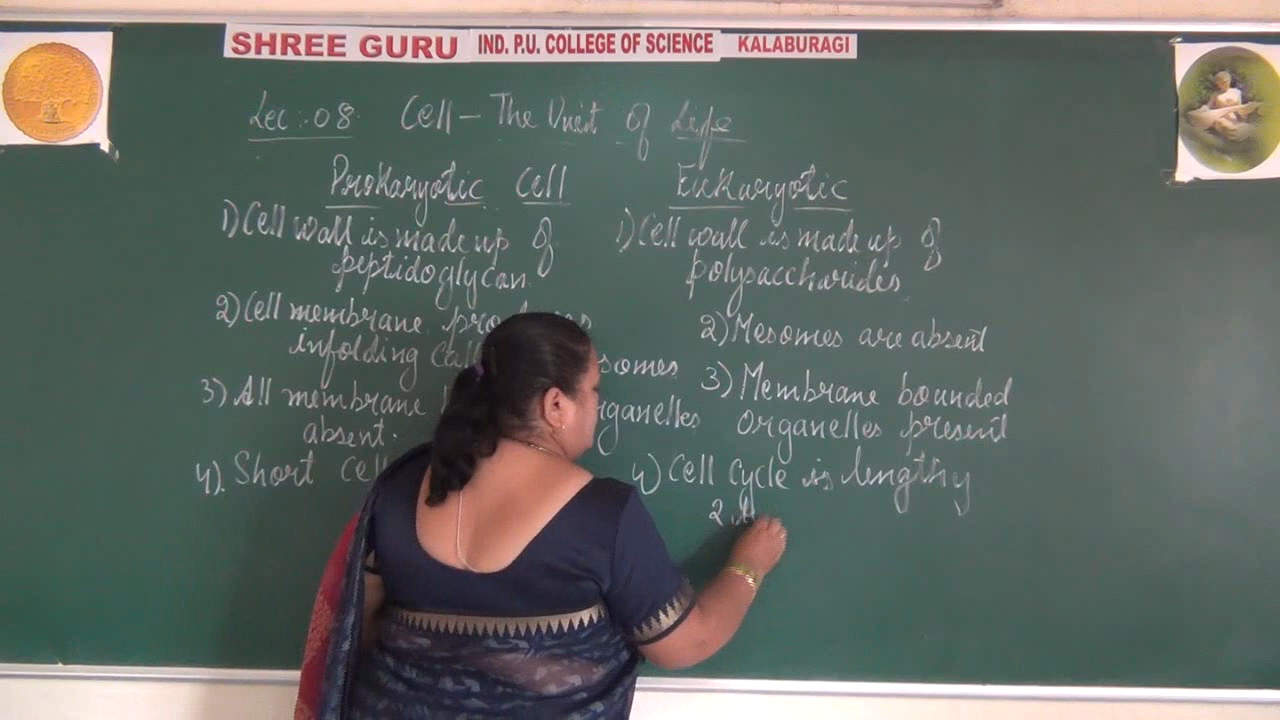 SHREE GURU IND. P.U. COLLEGE OF SCIENCE KALABURAGI
Lec :- 08 Cell – The Unit of Life
Prokaryotic Cell
1) Cell wall is made up of
peptidoglycan
2) Cell membrane
infolding somes
3) All membrane organelles
absent.
4). Short cell
Eukaryotic
1) Cell wall is made up of
polysaccharides
2) Mesomes are absent
3) Membrane bounded
organelles present
4) Cell cycle is lengthy
2